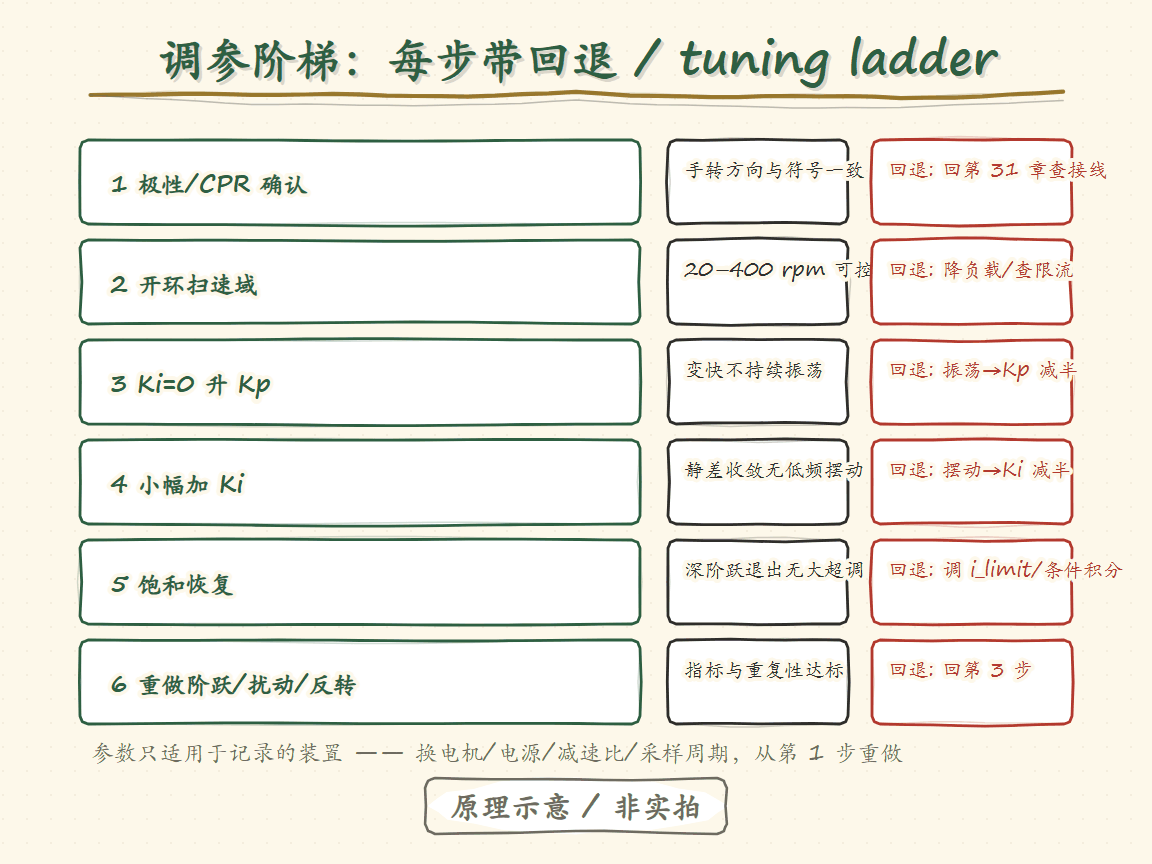 调参阶梯：每步带回退 / tuning ladder
1 极性/CPR 确认
手转方向与符号一致
回退: 回第 31 章查接线
2 开环扫速域
20–400 rpm 可控
回退: 降负载/查限流
3 Ki=0 升 Kp
变快不持续振荡
回退: 振荡→Kp 减半
4 小幅加 Ki
静差收敛无低频摆动
回退: 摆动→Ki 减半
5 饱和恢复
深阶跃退出无大超调
回退: 调 i_limit/条件积分
6 重做阶跃/扰动/反转
指标与重复性达标
回退: 回第 3 步
参数只适用于记录的装置 —— 换电机/电源/减速比/采样周期，从第 1 步重做
原理示意 / 非实拍